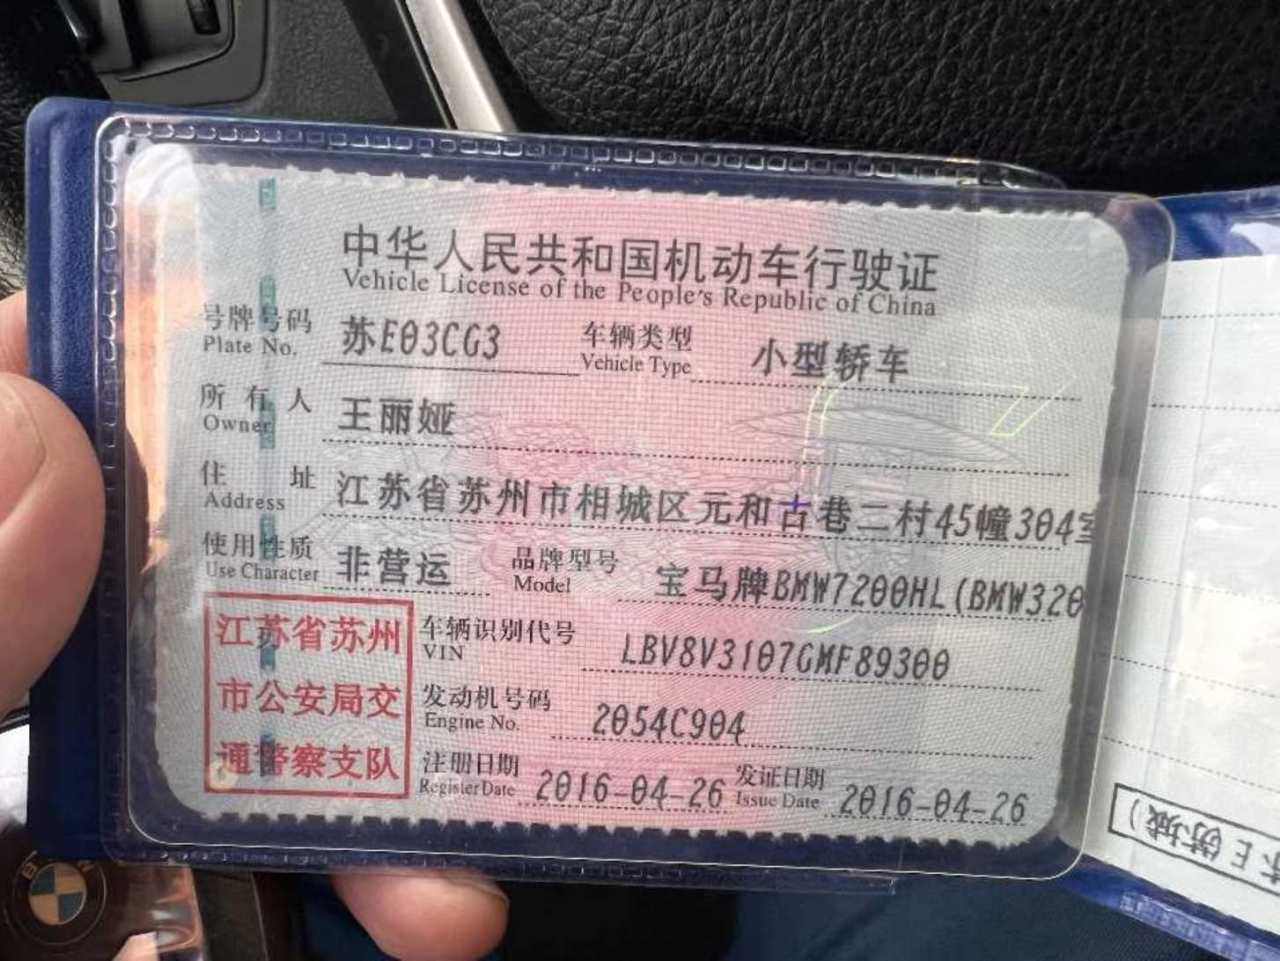 中华人民共和国机动车行驶证
Vehicle License of the People's Republic of China
号牌号码 苏E03CG3 车辆类型 小型轿车
Plate No. Vehicle Type
所有人 王丽娅
Owner
住址 江苏省苏州市相城区元和古巷二村45幢304室
Address
使用性质 非营运 品牌型号 宝马牌BMW7200HL(BMW320
Use Character Model
江苏省苏州
市公安局交
通警察支队
车辆识别代号 LBV8V3107GMF89300
VIN
发动机号码 2054C904
Engine No.
注册日期 2016-04-26 发证日期 2016-04-26
Register Date Issue Date